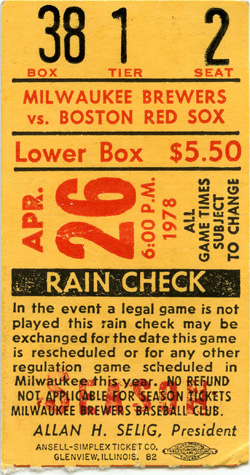 38 1 2
BOX TIER SEAT
MILWAUKEE BREWERS
vs. BOSTON RED SOX
Lower Box $5.50
APR.
26
6:00 P.M.
1978
ALL
GAME TIMES
SUBJECT
TO
CHANGE
RAIN CHECK
In the event a legal game is not
played this rain check may be
exchanged for the date this game
is rescheduled or for any other
regulation game scheduled in
Milwaukee this year. NO REFUND
NOT APPLICABLE FOR SEASON TICKETS
MILWAUKEE BREWERS BASEBALL CLUB.
SEASON
ALLAN H. SELIG, President
ANSELL-SIMPLEX TICKET CO.
GLENVIEW, ILLINOIS. 82